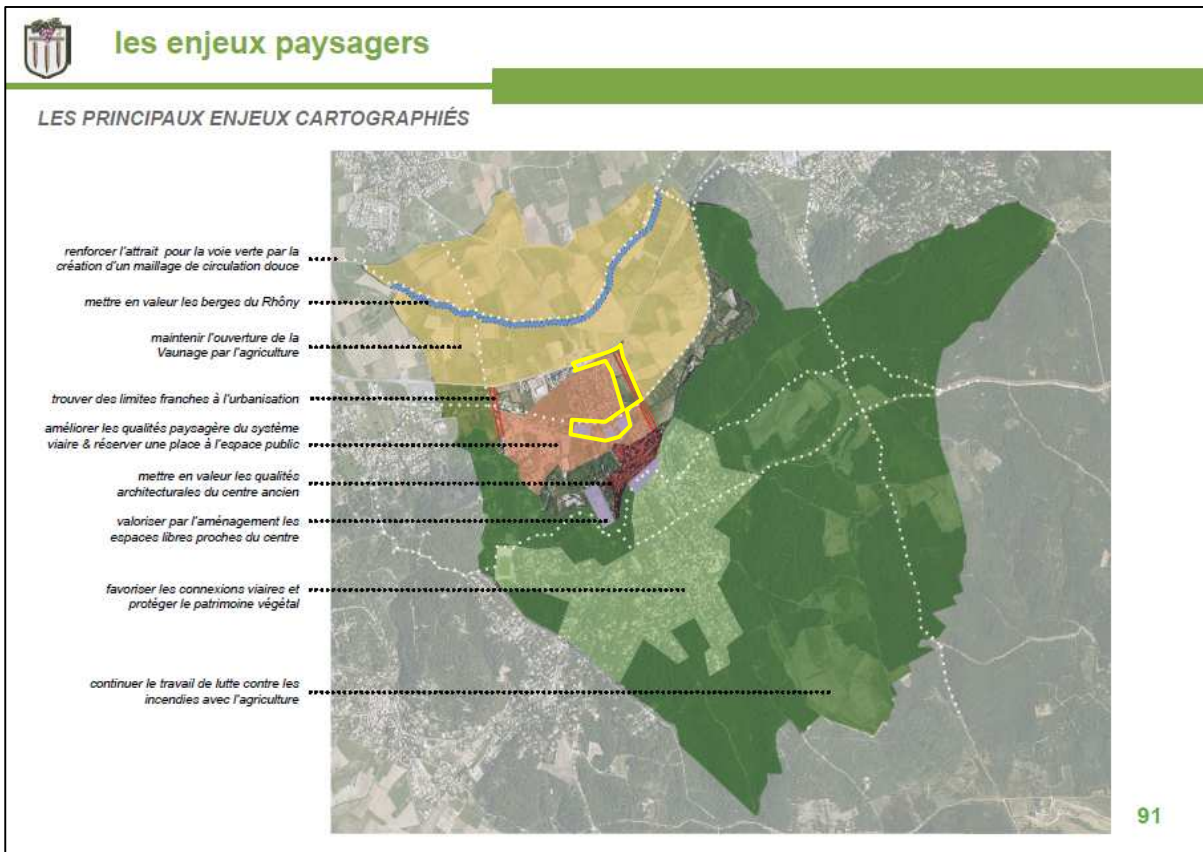 les enjeux paysagers
LES PRINCIPAUX ENJEUX CARTOGRAPHIÉS
renforcer l'attrait pour la voie verte par la
création d'un maillage de circulation douce
mettre en valeur les berges du Rhôny
maintenir l'ouverture de la
Vaunage par l'agriculture
trouver des limites franches à l'urbanisation
améliorer les qualités paysagère du système
viaire & réserver une place à l'espace public
mettre en valeur les qualités
architecturales du centre ancien
valoriser par l'aménagement les
espaces libres proches du centre
favoriser les connexions viaires et
protéger le patrimoine végétal
continuer le travail de lutte contre les
incendies avec l'agriculture
91